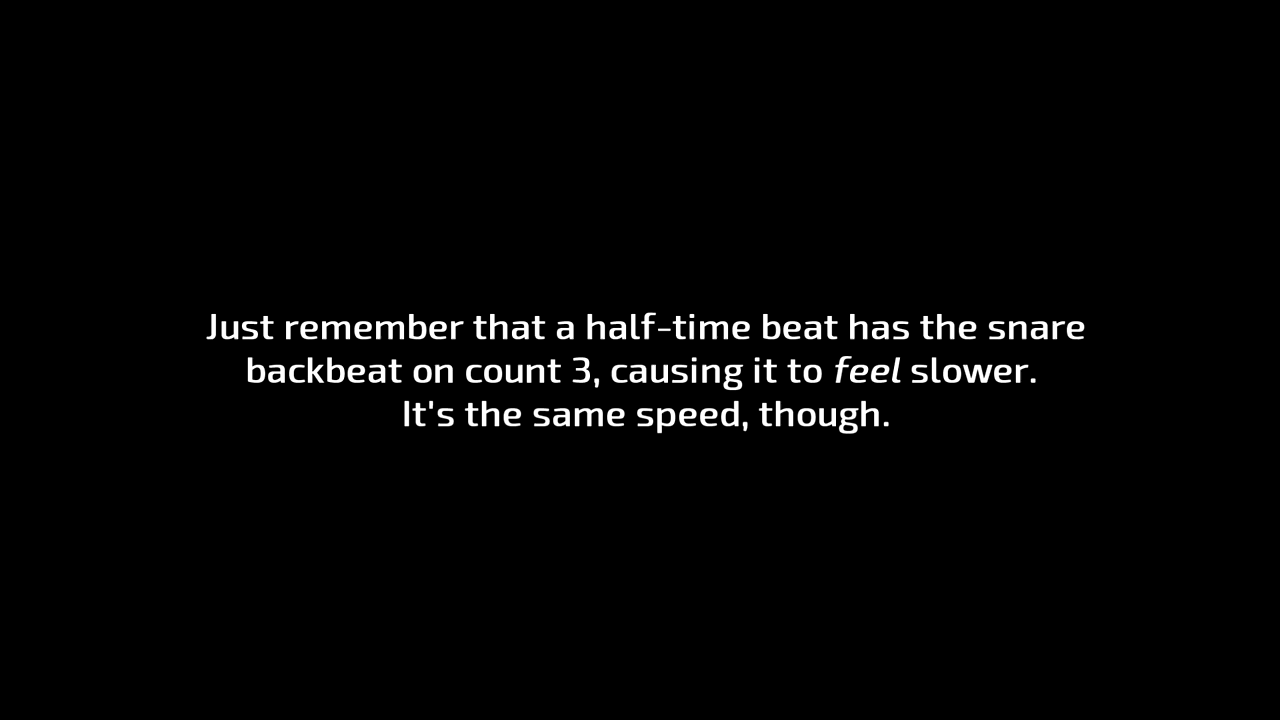 Just remember that a half-time beat has the snare
backbeat on count 3, causing it to feel slower.
It's the same speed, though.